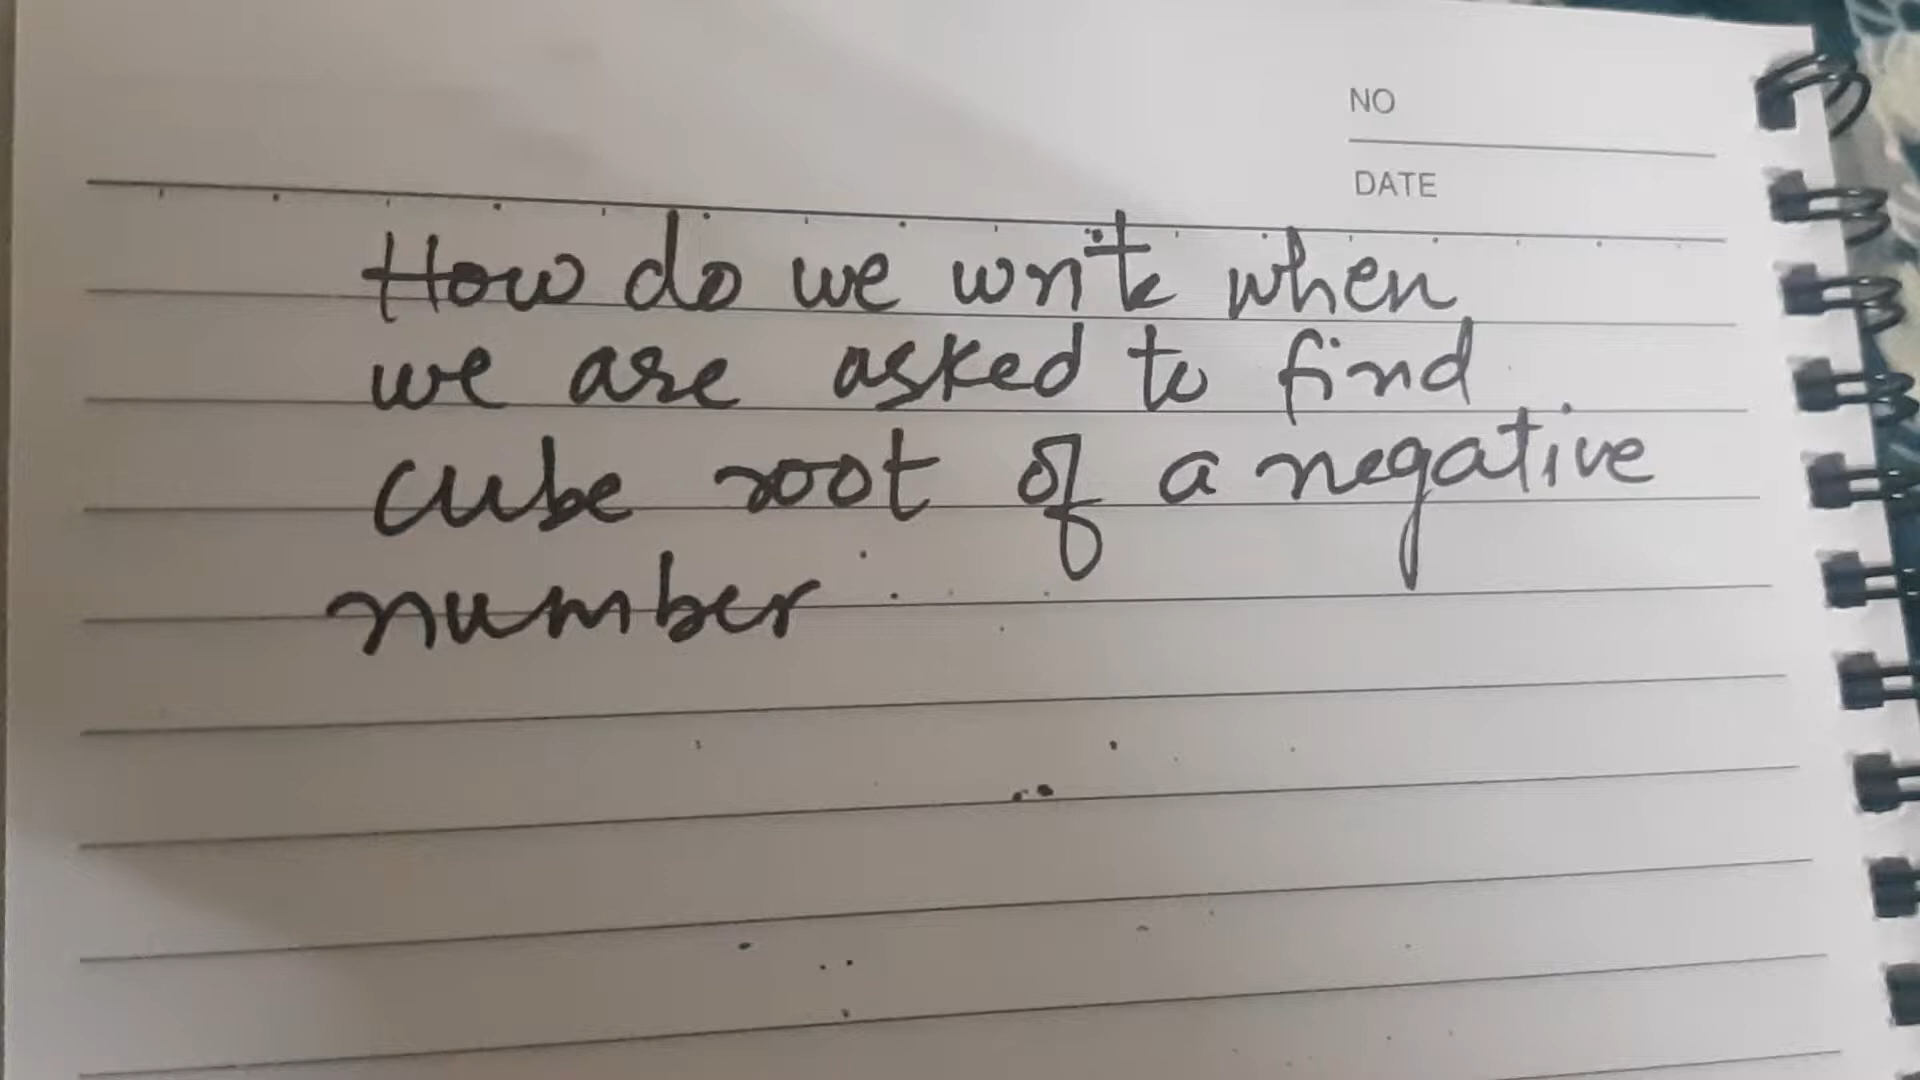 NO
DATE
How do we write when
we are asked to find
cube root of a negative
number